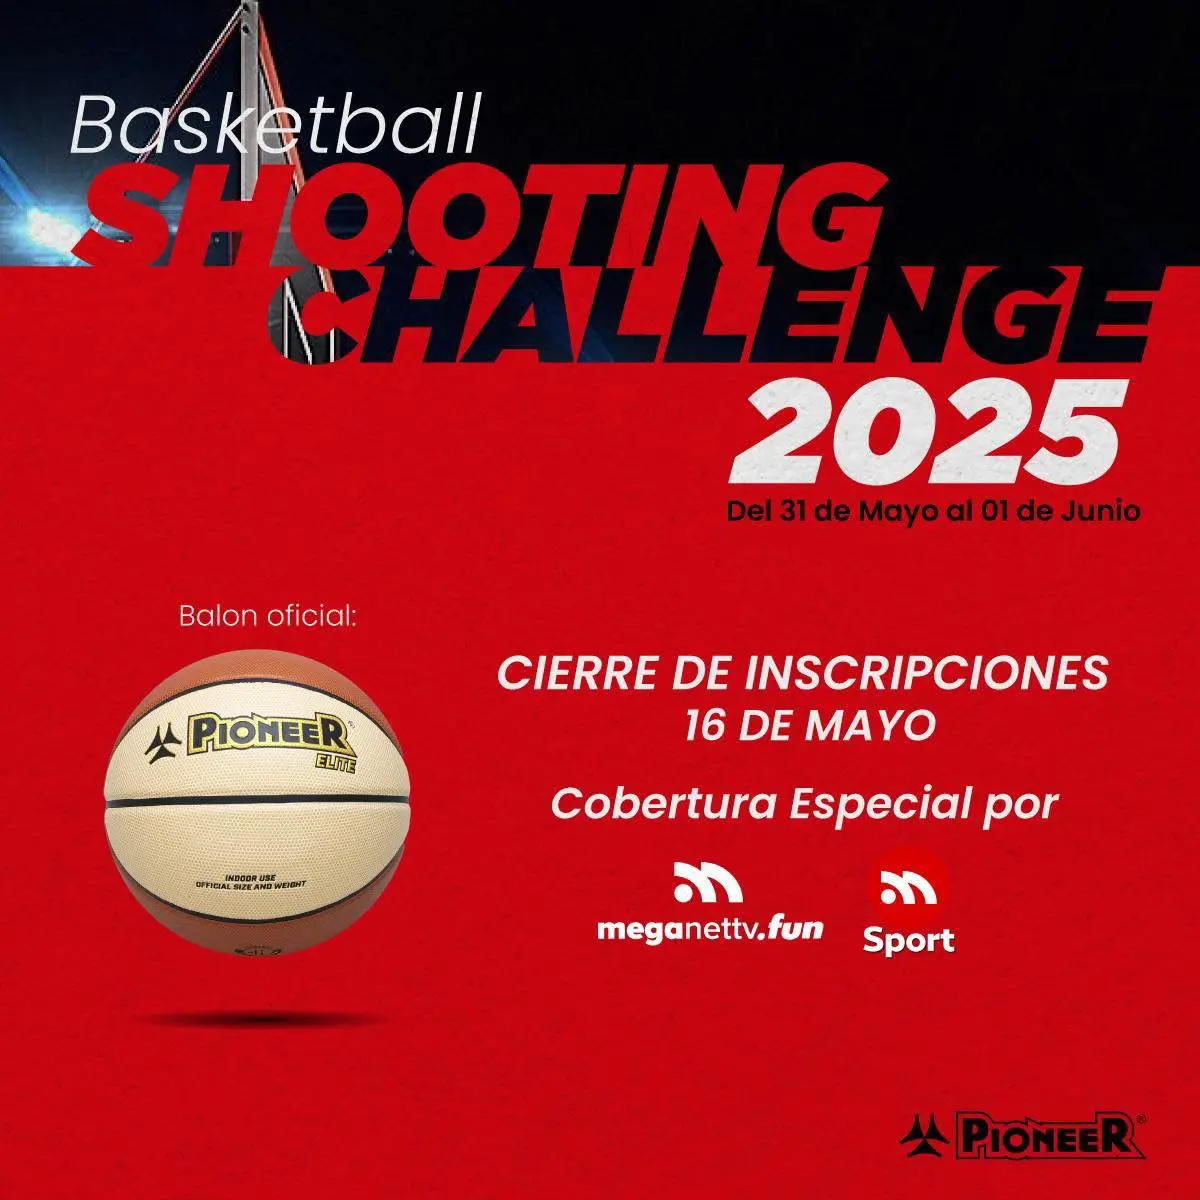 Basketball
SHOOTING
CHALLENGE
2025
Del 31 de Mayo al 01 de Junio
Balon oficial:
PIONEER
ELITE
INDOOR USE
OFFICIAL SIZE AND WEIGHT
CIERRE DE INSCRIPCIONES
16 DE MAYO
Cobertura Especial por
meganettv.fun
Sport
PIONEER®